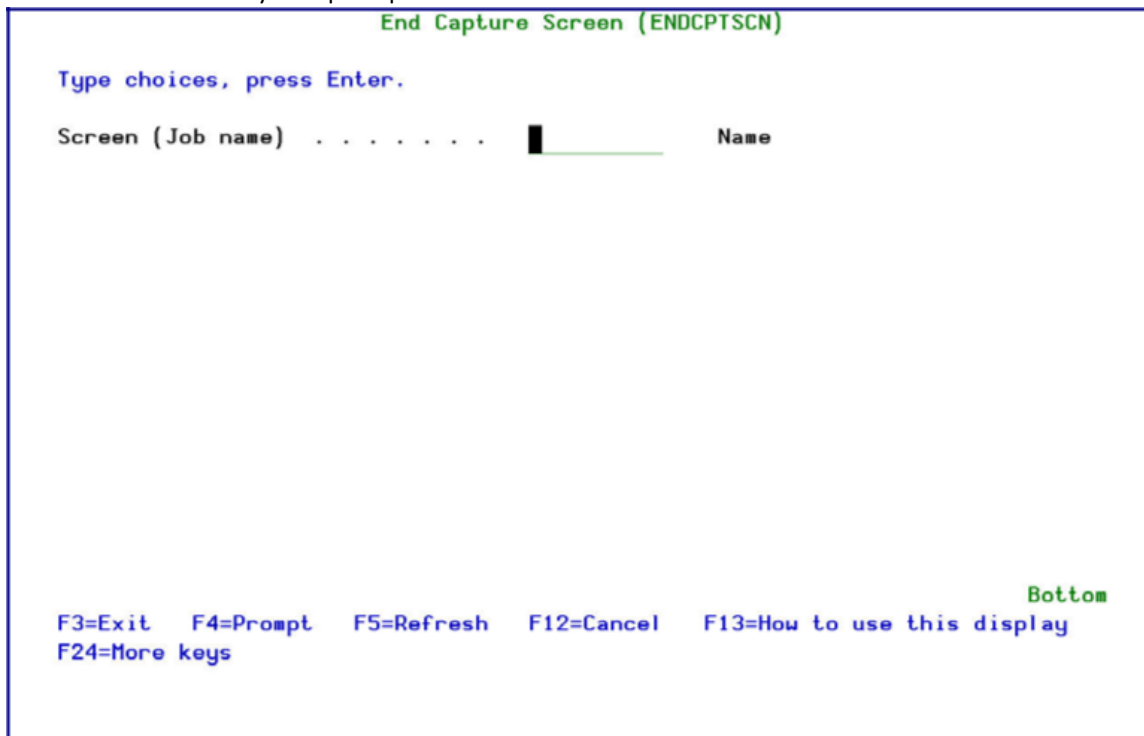 End Capture Screen (ENDCPTSCN)
Type choices, press Enter.
Screen (Job name) . . . . . . . Name
Bottom
F3=Exit F4=Prompt F5=Refresh F12=Cancel F13=How to use this display
F24=More keys